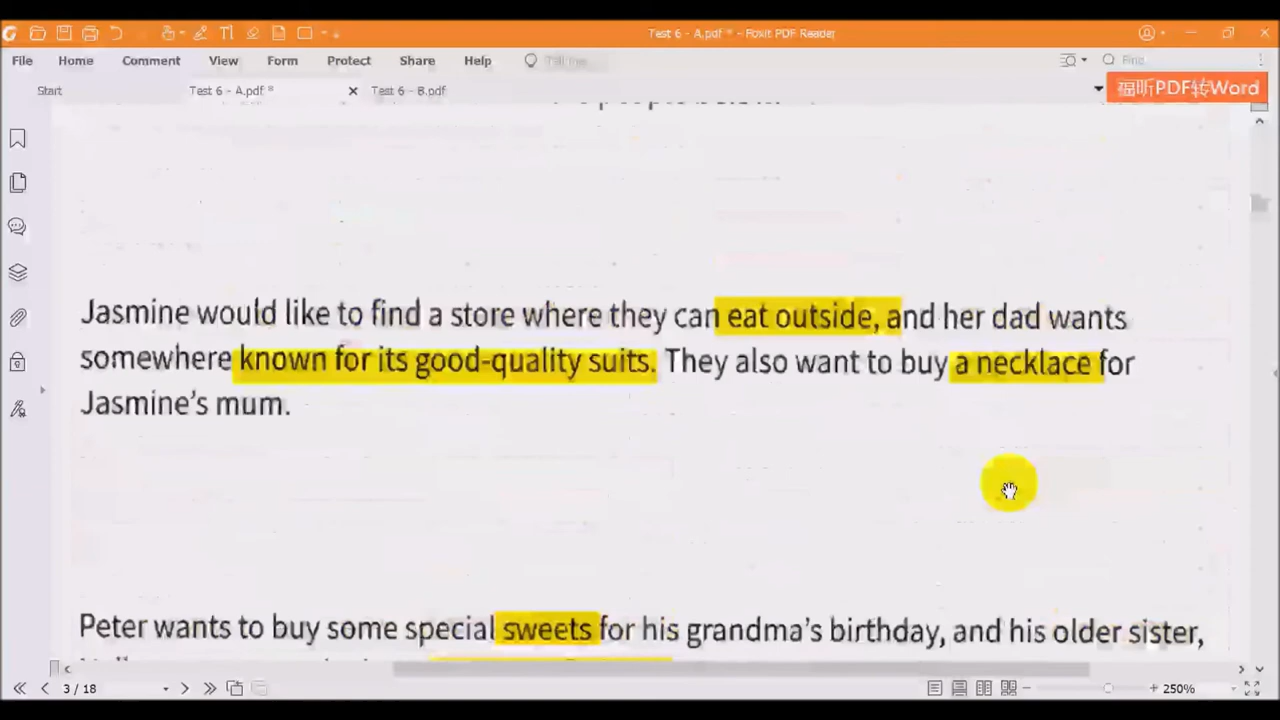 Test 6 - A.pdf * - Foxit PDF Reader
File Home Comment View Form Protect Share Help Tell me... Find
Start Test 6 - A.pdf * Test 6 - B.pdf
福昕PDF转Word
Jasmine would like to find a store where they can eat outside, and her dad wants
somewhere known for its good-quality suits. They also want to buy a necklace for
Jasmine's mum.
Peter wants to buy some special sweets for his grandma's birthday, and his older sister,
3 / 18
250%